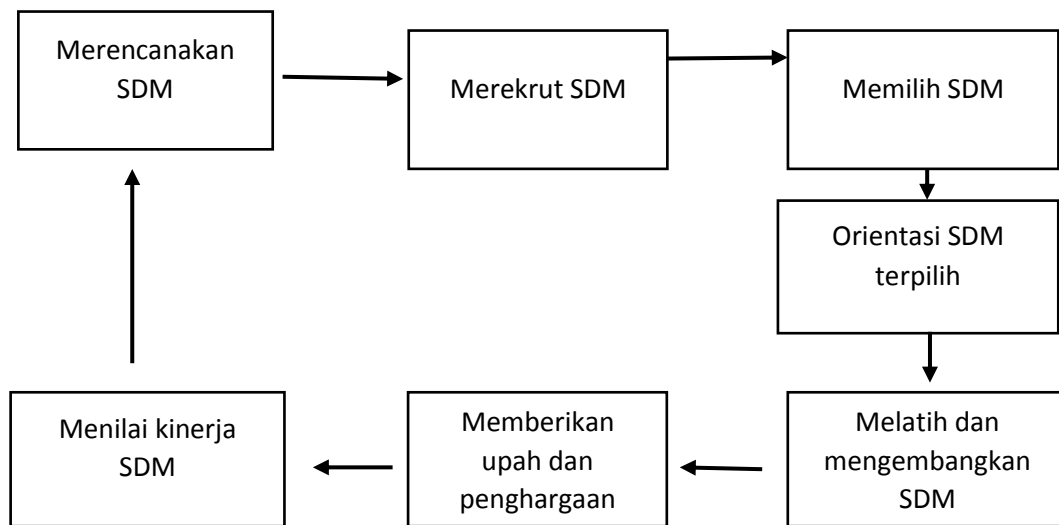 Merencanakan
SDM
Merekrut SDM
Memilih SDM
Orientasi SDM
terpilih
Melatih dan
mengembangkan
SDM
Memberikan
upah dan
penghargaan
Menilai kinerja
SDM